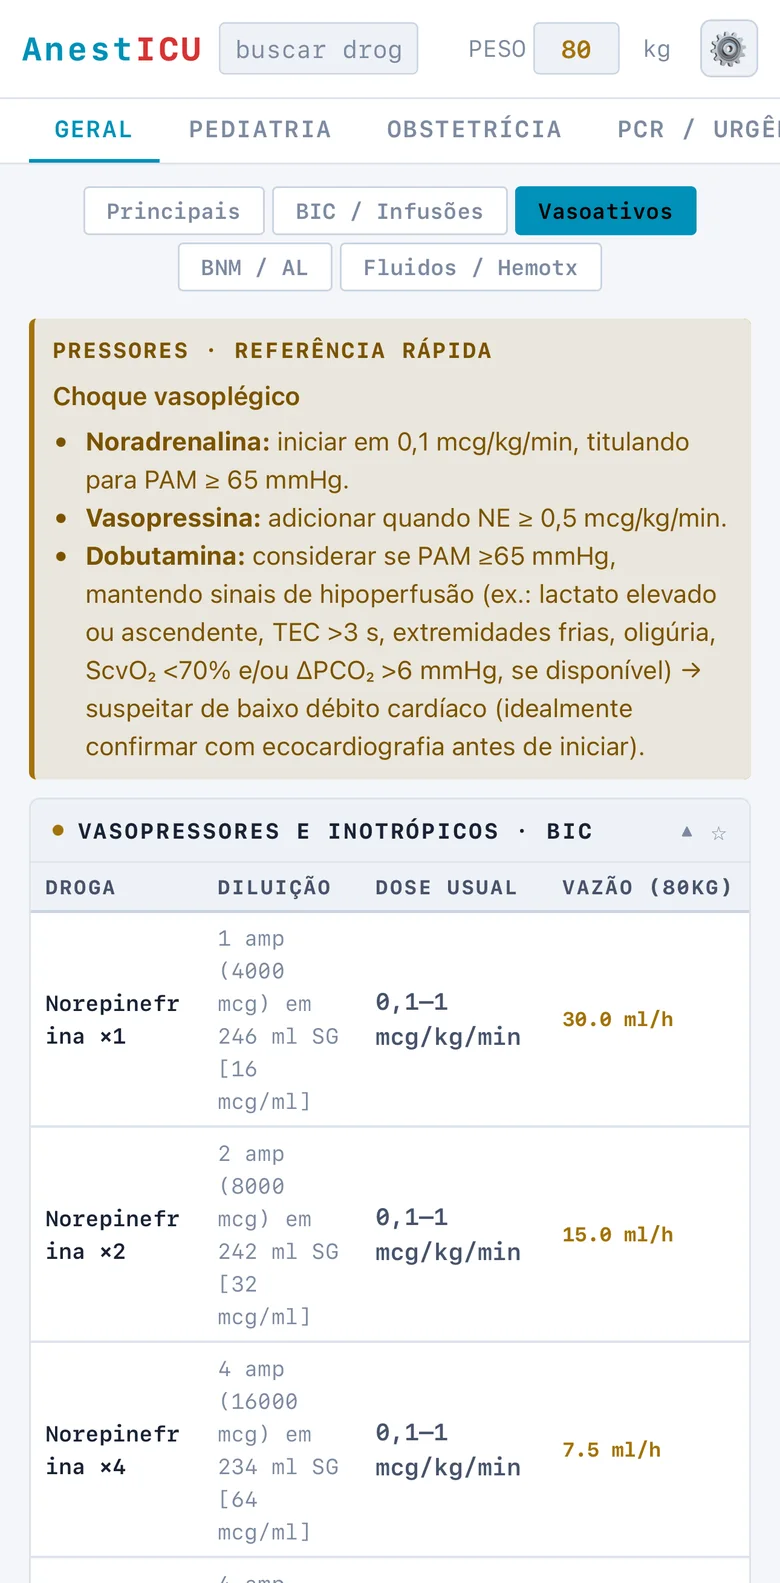 AnestICU buscar drog PESO 80 kg
GERAL PEDIATRIA OBSTETRÍCIA PCR / URGÊ
Principais BIC / Infusões Vasoativos
BNM / AL Fluidos / Hemotx
PRESSORES · REFERÊNCIA RÁPIDA
Choque vasoplégico
• Noradrenalina: iniciar em 0,1 mcg/kg/min, titulando
para PAM ≥ 65 mmHg.
• Vasopressina: adicionar quando NE ≥ 0,5 mcg/kg/min.
• Dobutamina: considerar se PAM ≥65 mmHg,
mantendo sinais de hipoperfusão (ex.: lactato elevado
ou ascendente, TEC >3 s, extremidades frias, oligúria,
ScvO₂ <70% e/ou ΔPCO₂ >6 mmHg, se disponível) →
suspeitar de baixo débito cardíaco (idealmente
confirmar com ecocardiografia antes de iniciar).
• VASOPRESSORES E INOTRÓPICOS · BIC ▲ ☆
DROGA DILUIÇÃO DOSE USUAL VAZÃO (80KG)
Norepinefr
ina ×1
1 amp
(4000
mcg) em
246 ml SG
[16
mcg/ml]
0,1–1
mcg/kg/min
30.0 ml/h
Norepinefr
ina ×2
2 amp
(8000
mcg) em
242 ml SG
[32
mcg/ml]
0,1–1
mcg/kg/min
15.0 ml/h
Norepinefr
ina ×4
4 amp
(16000
mcg) em
234 ml SG
[64
mcg/ml]
0,1–1
mcg/kg/min
7.5 ml/h
4 amp